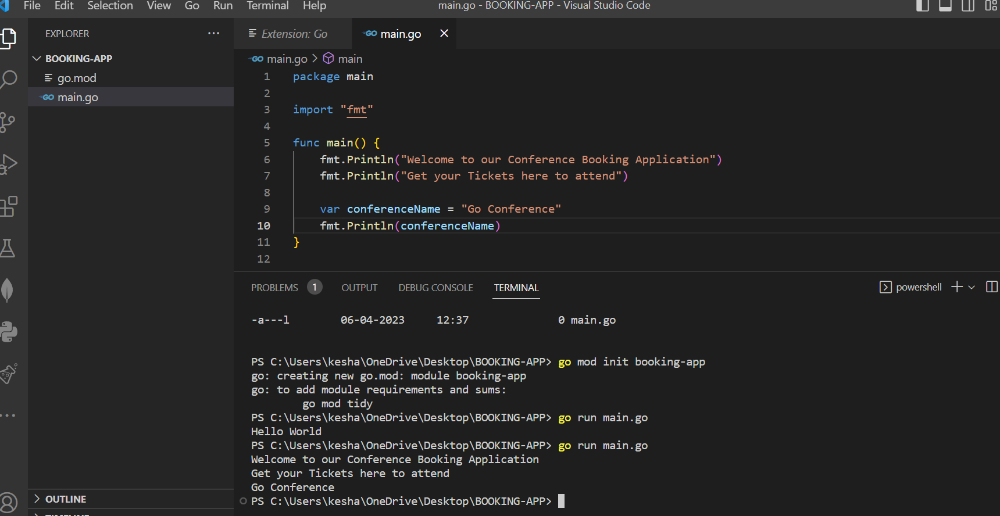 File Edit Selection View Go Run Terminal Help
main.go - BOOKING-APP - Visual Studio Code
EXPLORER
BOOKING-APP
go.mod
GO main.go
OUTLINE
TIMELINE
Extension: Go
GO main.go
GO main.go > main
1 package main
2
3 import "fmt"
4
5 func main() {
6 fmt.Println("Welcome to our Conference Booking Application")
7 fmt.Println("Get your Tickets here to attend")
8
9 var conferenceName = "Go Conference"
10 fmt.Println(conferenceName)
11 }
12
PROBLEMS 1 OUTPUT DEBUG CONSOLE TERMINAL
powershell
-a---l 06-04-2023 12:37 0 main.go
PS C:\Users\kesha\OneDrive\Desktop\BOOKING-APP> go mod init booking-app
go: creating new go.mod: module booking-app
go: to add module requirements and sums:
go mod tidy
PS C:\Users\kesha\OneDrive\Desktop\BOOKING-APP> go run main.go
Hello World
PS C:\Users\kesha\OneDrive\Desktop\BOOKING-APP> go run main.go
Welcome to our Conference Booking Application
Get your Tickets here to attend
Go Conference
PS C:\Users\kesha\OneDrive\Desktop\BOOKING-APP>